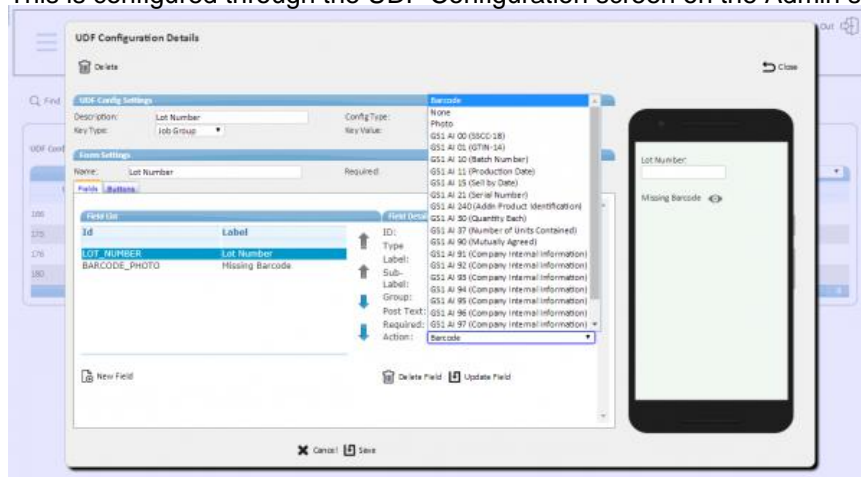 This is configured through the UDF Configuration screen on the Admin
Out
UDF Configuration Details
Delete
Close
Find
UDF Config Settings
Description: Lot Number
Config Type:
Key Type: Job Group
Key Value:
Form Settings
Name: Lot Number
Required:
Fields Buttons
Field List
Id Label
LOT_NUMBER Lot Number
BARCODE_PHOTO Missing Barcode
Field
ID:
Type
Label:
Sub-
Label:
Group:
Post Text:
Required:
Action: Barcode
Barcode
None
Photo
GS1 AI 00 (SSCC-18)
GS1 AI 01 (GTIN-14)
GS1 AI 10 (Batch Number)
GS1 AI 11 (Production Date)
GS1 AI 15 (Sell by Date)
GS1 AI 21 (Serial Number)
GS1 AI 240 (Addn Product Identification)
GS1 AI 30 (Quantity Each)
GS1 AI 37 (Number of Units Contained)
GS1 AI 90 (Mutually Agreed)
GS1 AI 91 (Company Internal Information)
GS1 AI 92 (Company Internal Information)
GS1 AI 93 (Company Internal Information)
GS1 AI 94 (Company Internal Information)
GS1 AI 95 (Company Internal Information)
GS1 AI 96 (Company Internal Information)
GS1 AI 97 (Company Internal Information)
New Field
Delete Field Update Field
Cancel Save
Lot Number:
Missing Barcode
UDF
180